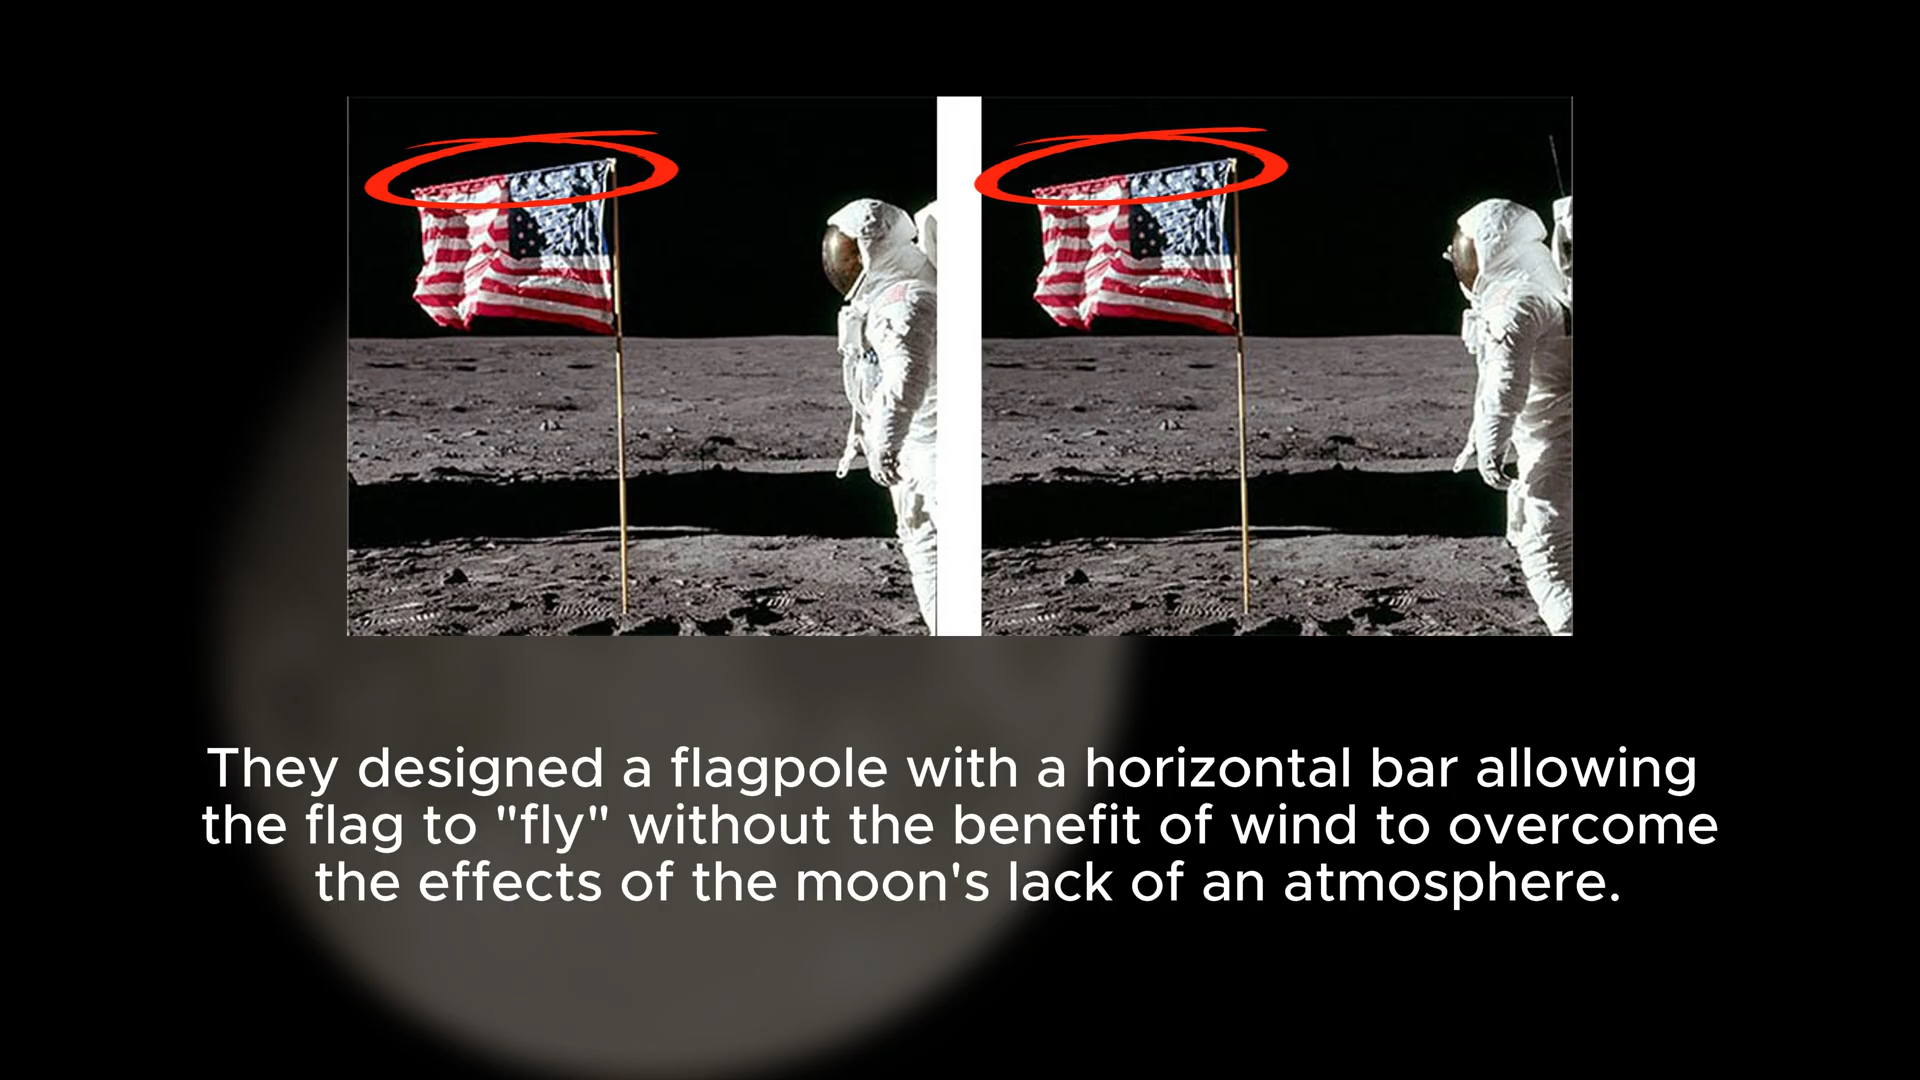 They designed a flagpole with a horizontal bar allowing
the flag to "fly" without the benefit of wind to overcome
the effects of the moon's lack of an atmosphere.